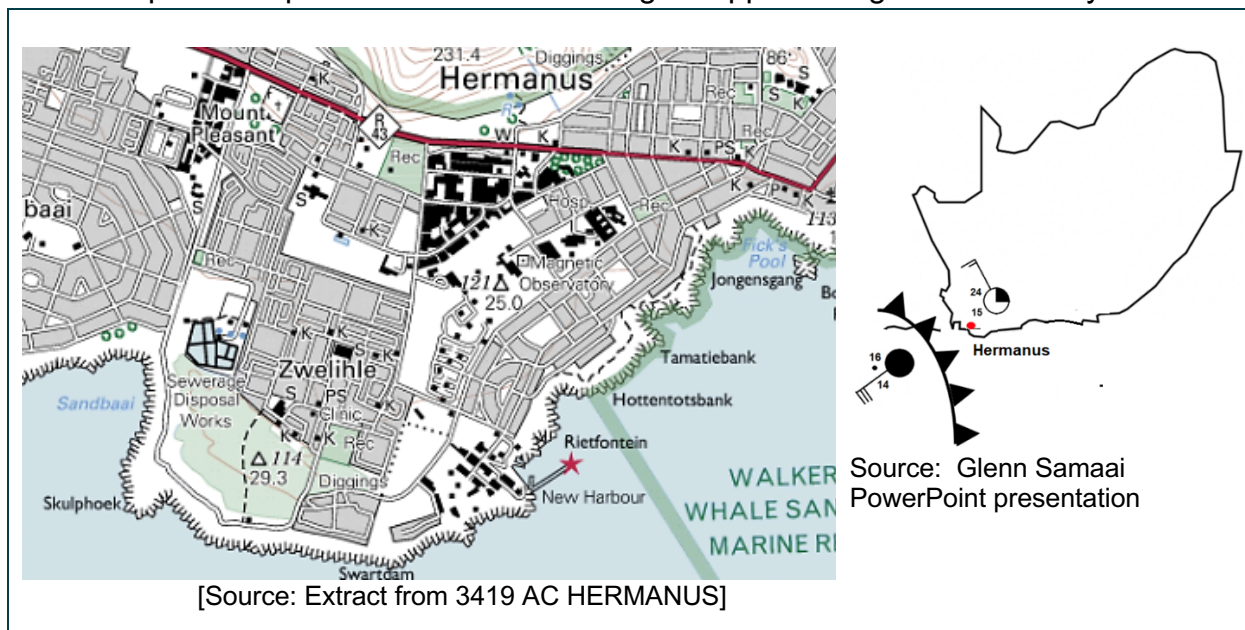 231.4
Diggings
86
S
K
Hermanus
Rec
S
K
Mount
Pleasant
K
R
43
R
W
K
Rec
Rec
K
PS
K
baai
S
S
K
Hosp
Rec
K
P
113
Rec
Magnetic
Observatory
121
25.0
Fick's
Pool
Jongensgang
Bo
K
K
Zwelihle
S
K
K
Tamatiebank
Sewerage
Disposal
Works
Sandbaai
S
PS
Clinic
Hottentotsbank
K
K
Rec
Rietfontein
114
29.3
Diggings
New Harbour
Skulphoek
WALKER
WHALE SAN
MARINE RE
Swartdam
[Source: Extract from 3419 AC HERMANUS]
24
15
Hermanus
16
14
Source: Glenn Samaai
PowerPoint presentation